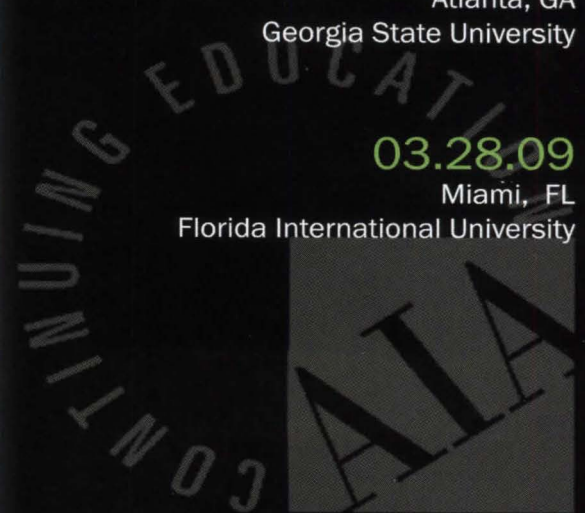 Atlanta, GA
Georgia State University
03.28.09
Miami, FL
Florida International University
CONTINUING EDUCATION
AIA